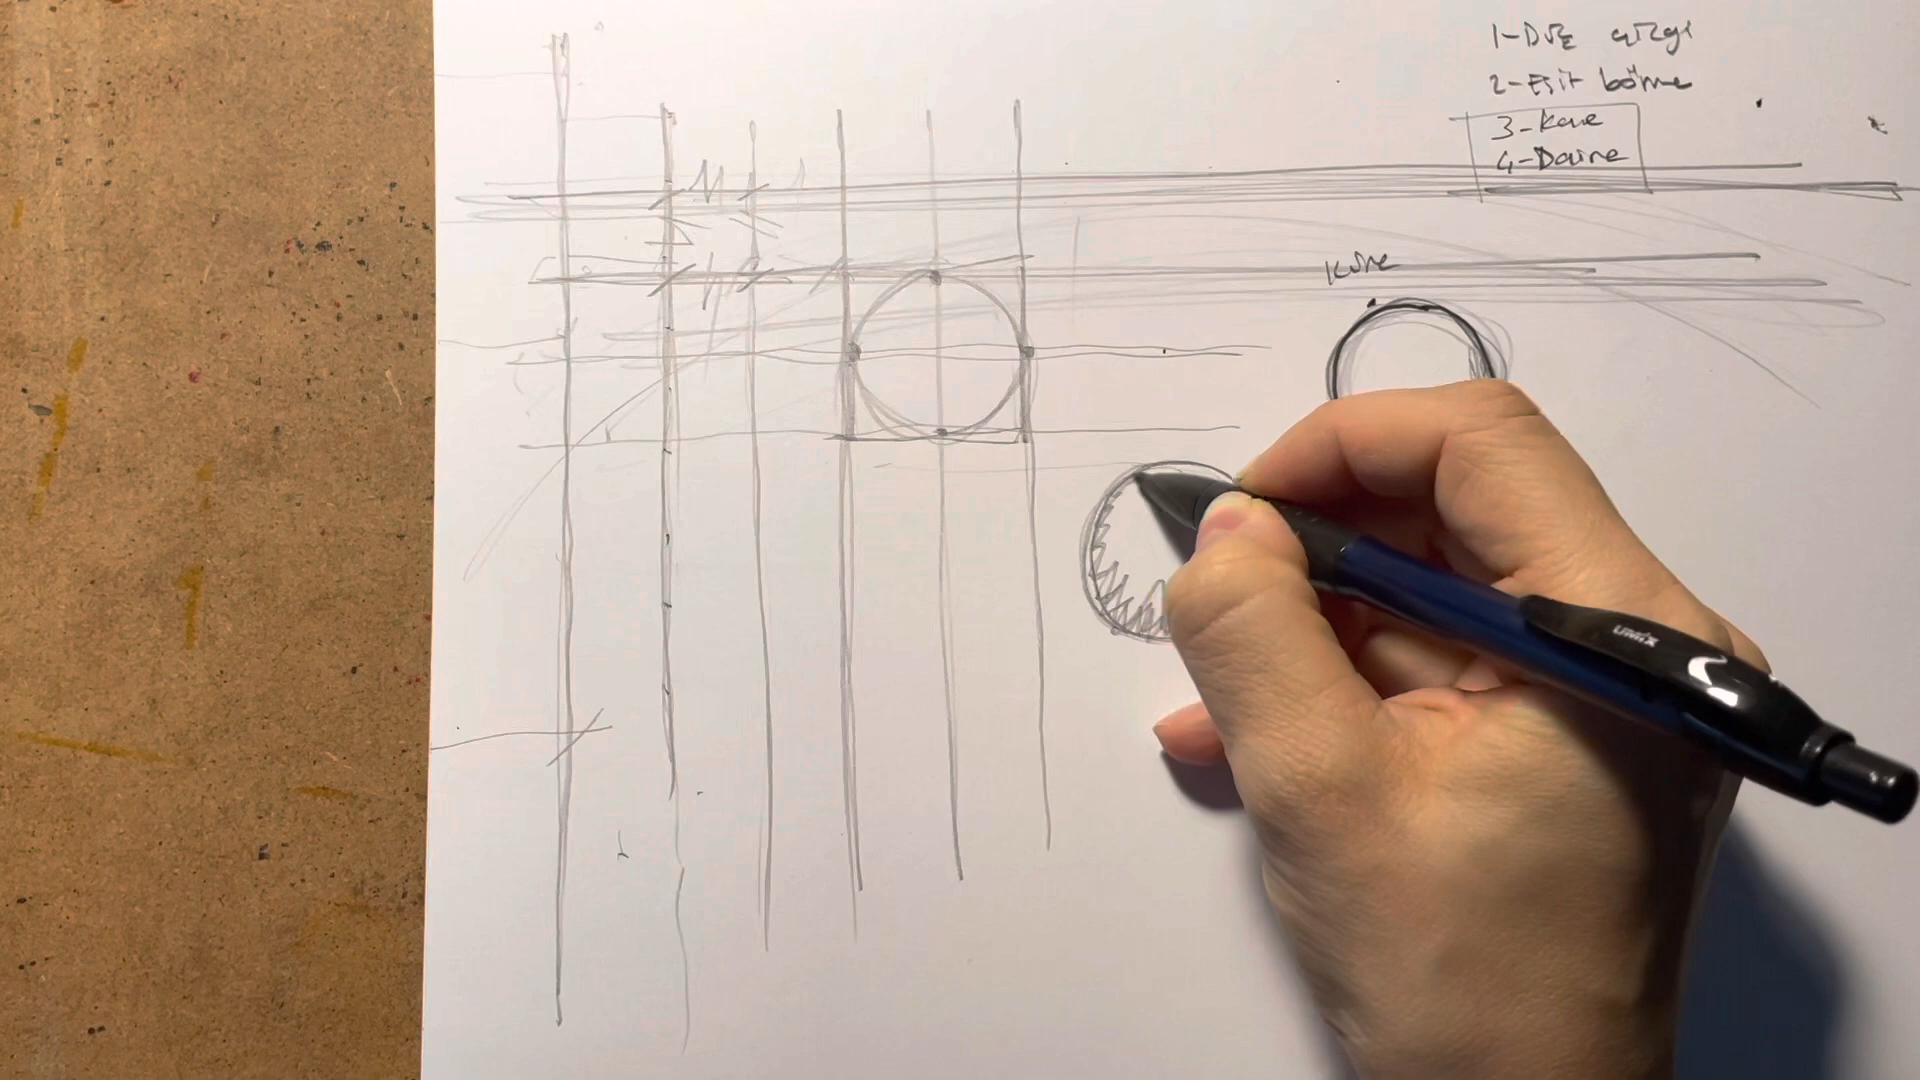 1-Düz çizgi
2-Eşit bölme
3-Kare
4-Daire
Küre
UMIX